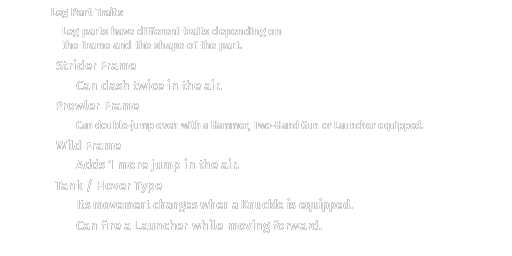 Leg Part Traits
Leg parts have different traits depending on
the frame and the shape of the part.
Strider Frame
Can dash twice in the air.
Prowler Frame
Can double-jump even with a Hammer, Two-Hand Gun or Launcher equipped.
Wild Frame
Adds 1 more jump in the air.
Tank / Hover Type
Its movement changes when a Knuckle is equipped.
Can fire a Launcher while moving forward.